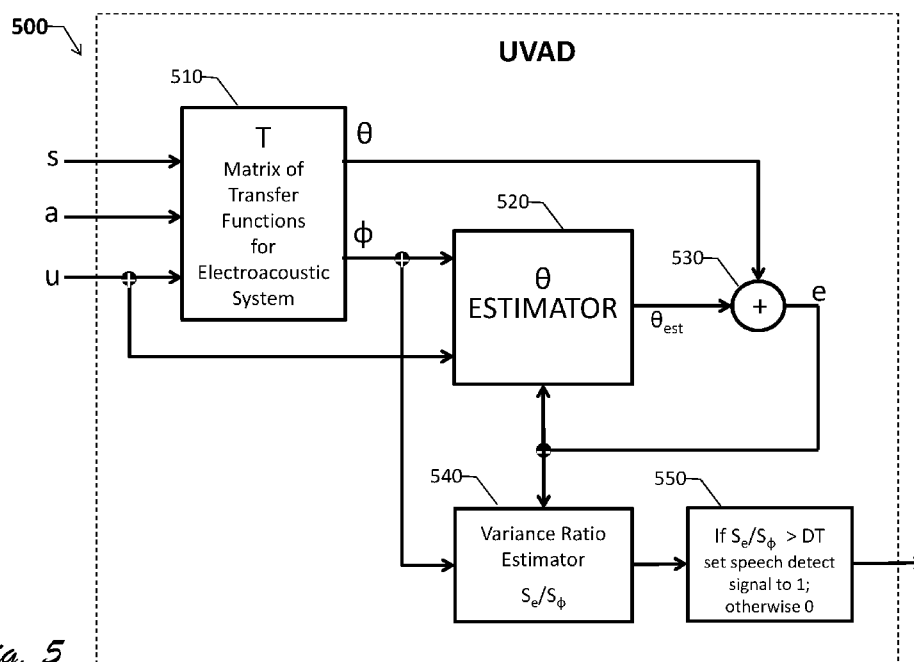 500
UVAD
510
T
Matrix of
Transfer
Functions
for
Electroacoustic
System
s
a
u
θ
ϕ
520
θ
ESTIMATOR
θest
530
+
e
540
Variance Ratio
Estimator
Se/Sϕ
550
If Se/Sϕ > DT
set speech detect
signal to 1;
otherwise 0
5